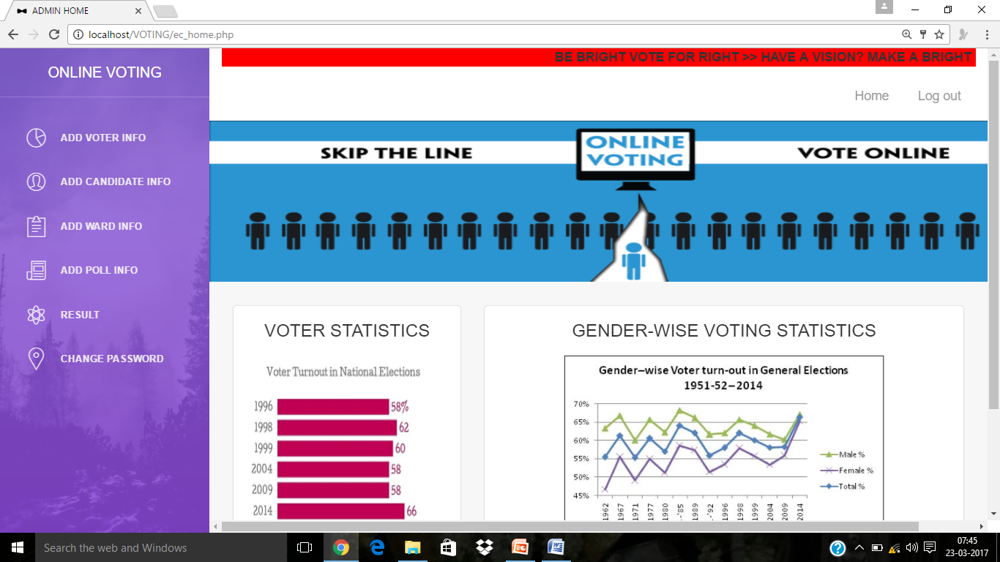 ADMIN HOME
localhost/VOTING/ec_home.php
ONLINE VOTING
ADD VOTER INFO
ADD CANDIDATE INFO
ADD WARD INFO
ADD POLL INFO
RESULT
CHANGE PASSWORD
BE BRIGHT VOTE FOR RIGHT >> HAVE A VISION? MAKE A BRIGHT
Home Log out
SKIP THE LINE
ONLINE
VOTING
VOTE ONLINE
VOTER STATISTICS
Voter Turnout in National Elections
1996 58%
1998 62
1999 60
2004 58
2009 58
2014 66
GENDER-WISE VOTING STATISTICS
Gender–wise Voter turn-out in General Elections
1951-52–2014
70%
65%
60%
55%
50%
45%
Male %
Female %
Total %
1962 1967 1971 1977 1980 .-'85 1989 .-'92 1996 1998 1999 2004 2009 2014
Search the web and Windows
07:45
23-03-2017